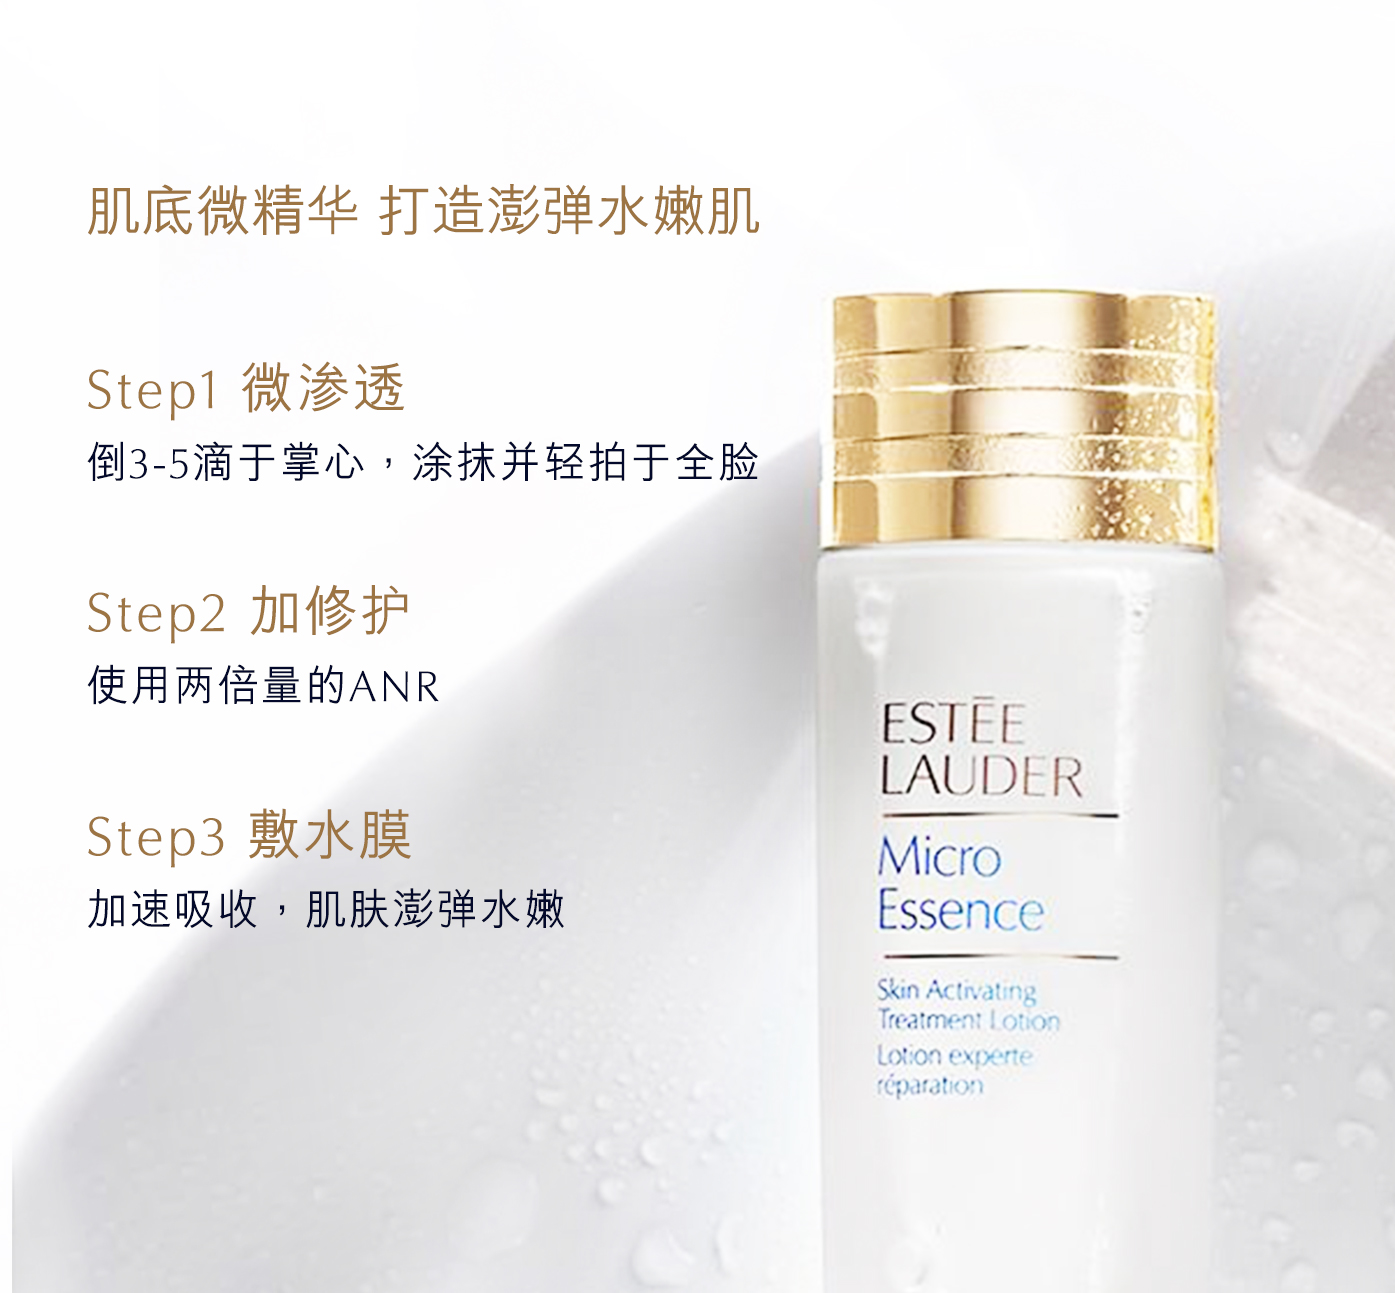 肌底微精华 打造澎弹水嫩肌
Step1 微渗透
倒3-5滴于掌心，涂抹并轻拍于全脸
Step2 加修护
使用两倍量的ANR
Step3 敷水膜
加速吸收，肌肤澎弹水嫩
ESTĒE
LAUDER
Micro
Essence
Skin Activating
Treatment Lotion
Lotion experte
réparation